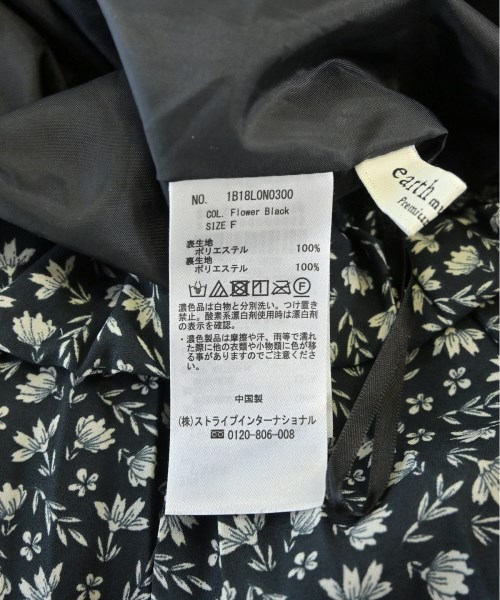 NO. 1B18L0N0300
COL. Flower Black
SIZE F
表生地
ポリエステル 100%
裏生地
ポリエステル 100%
濃色品は白物と分別洗い。つけ置き
禁止。酸素系漂白剤使用時は漂白剤
の表示を確認。
・濃色製品は摩擦や汗、雨等で濡れ
た際に他の衣類や小物類に色が移
る事がありますのでご注意くださ
い。
中国製
(株)ストライプインターナショナル
0120-806-008
earth
Premium